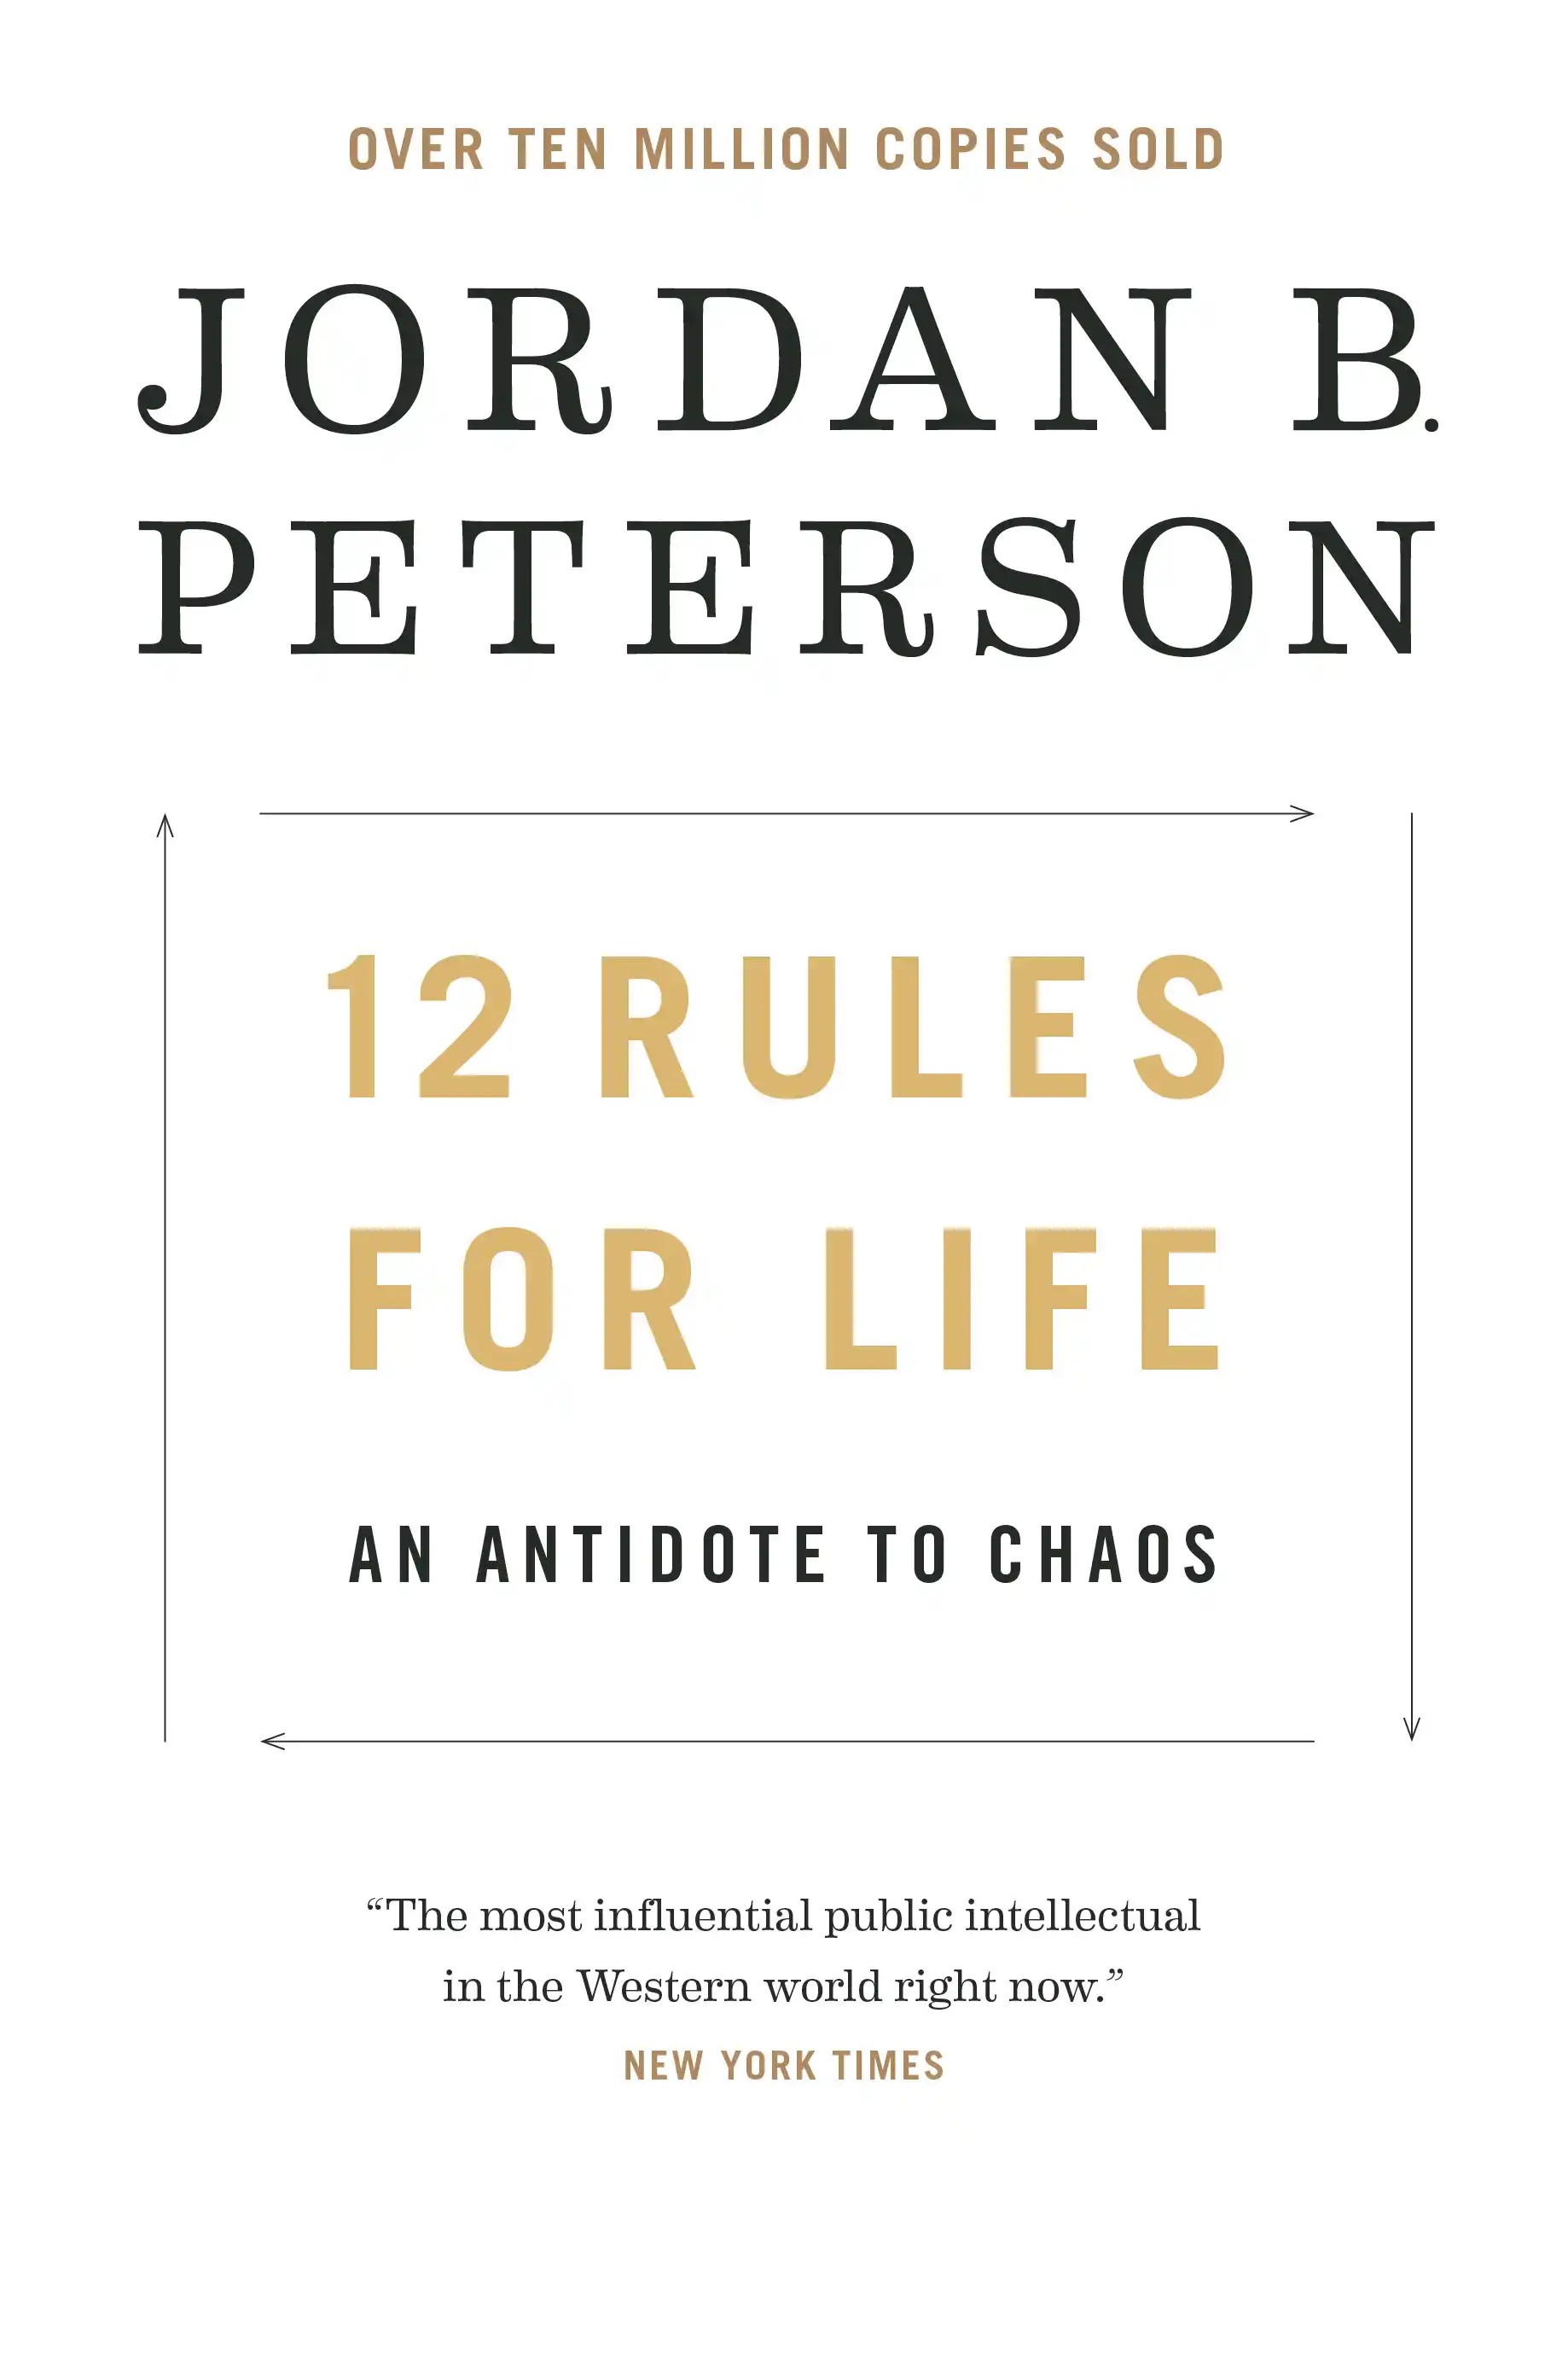 OVER TEN MILLION COPIES SOLD
JORDAN B.
PETERSON
12 RULES
FOR LIFE
AN ANTIDOTE TO CHAOS
“The most influential public intellectual
in the Western world right now.”
NEW YORK TIMES